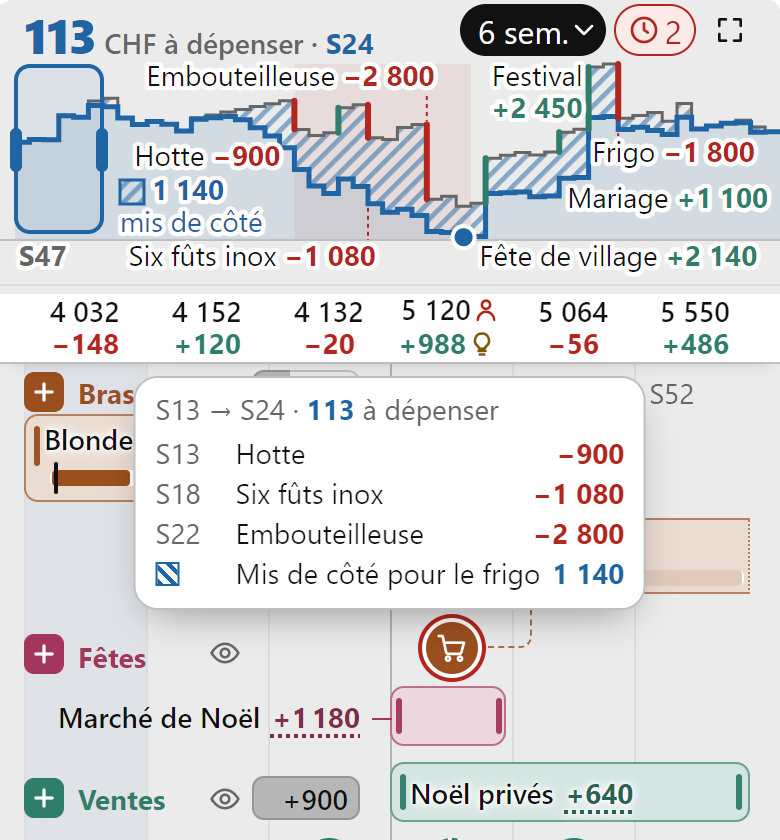 113 CHF à dépenser · S24
6 sem.
2
Embouteilleuse −2 800
Festival
+2 450
Hotte −900
Frigo −1 800
1 140
mis de côté
Mariage +1 100
S47
Six fûts inox −1 080
Fête de village +2 140
4 032 4 152 4 132 5 120 5 064 5 550
−148 +120 −20 +988 −56 +486
Bras
S52
S13 → S24 · 113 à dépenser
Blonde
S13 Hotte −900
S18 Six fûts inox −1 080
S22 Embouteilleuse −2 800
Mis de côté pour le frigo 1 140
Fêtes
Marché de Noël +1 180
Ventes
+900
Noël privés +640